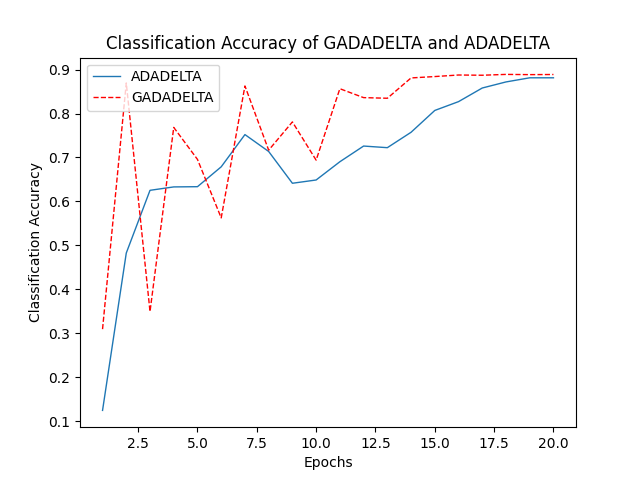 Classification Accuracy of GADADELTA and ADADELTA
ADADELTA
GADADELTA
Classification Accuracy
0.9
0.8
0.7
0.6
0.5
0.4
0.3
0.2
0.1
2.5 5.0 7.5 10.0 12.5 15.0 17.5 20.0
Epochs